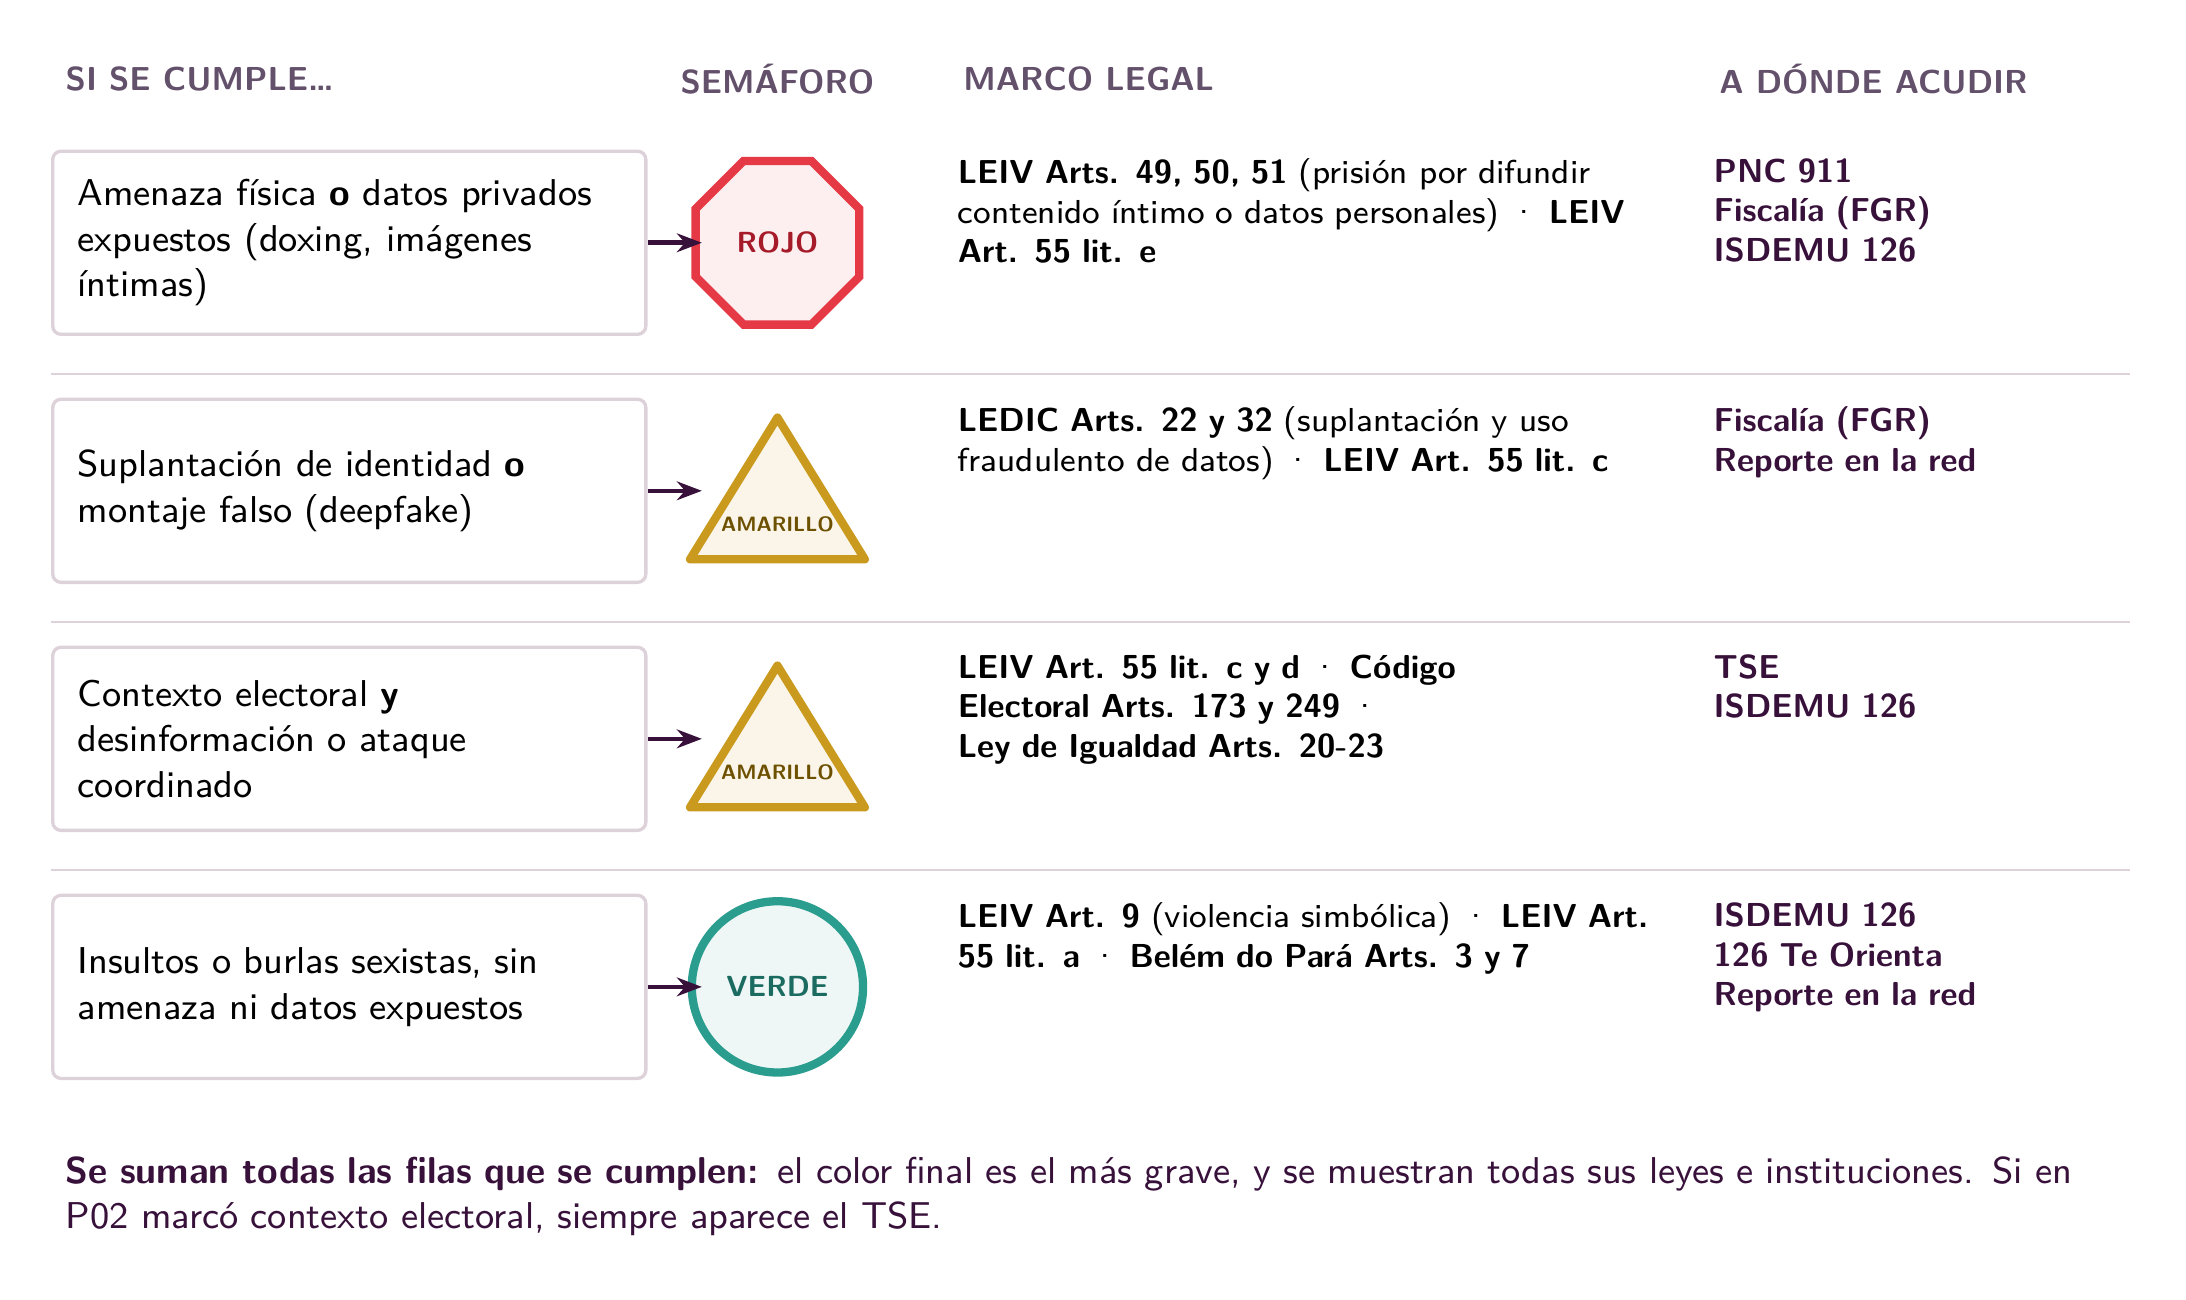 SI SE CUMPLE...
SEMÁFORO
MARCO LEGAL
A DÓNDE ACUDIR
Amenaza física o datos privados
expuestos (doxing, imágenes
íntimas)
ROJO
LEIV Arts. 49, 50, 51 (prisión por difundir
contenido íntimo o datos personales) · LEIV
Art. 55 lit. e
PNC 911
Fiscalía (FGR)
ISDEMU 126
Suplantación de identidad o
montaje falso (deepfake)
AMARILLO
LEDIC Arts. 22 y 32 (suplantación y uso
fraudulento de datos) · LEIV Art. 55 lit. c
Fiscalía (FGR)
Reporte en la red
Contexto electoral y
desinformación o ataque
coordinado
AMARILLO
LEIV Art. 55 lit. c y d · Código
Electoral Arts. 173 y 249 ·
Ley de Igualdad Arts. 20-23
TSE
ISDEMU 126
Insultos o burlas sexistas, sin
amenaza ni datos expuestos
VERDE
LEIV Art. 9 (violencia simbólica) · LEIV Art.
55 lit. a · Belém do Pará Arts. 3 y 7
ISDEMU 126
126 Te Orienta
Reporte en la red
Se suman todas las filas que se cumplen: el color final es el más grave, y se muestran todas sus leyes e instituciones. Si en
P02 marcó contexto electoral, siempre aparece el TSE.